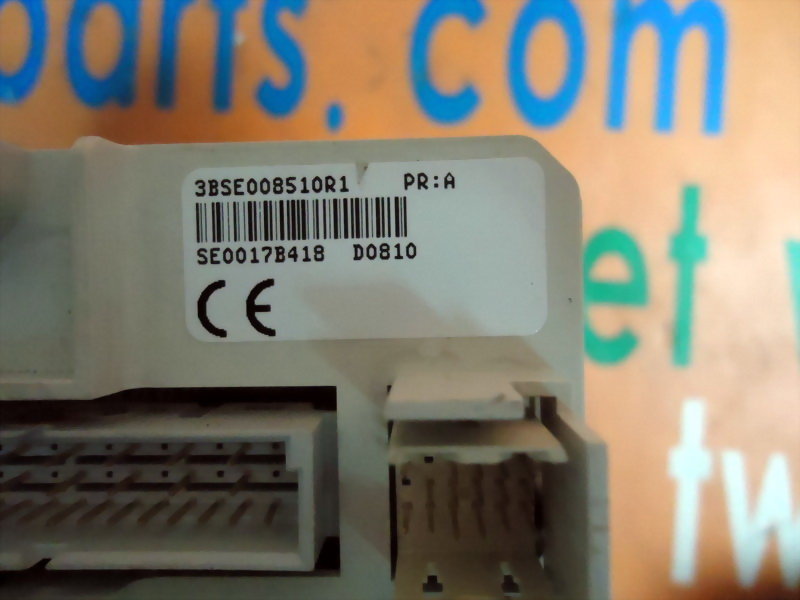 parts, com
3BSE008510R1 PR:A
SE0017B418 D0810
CE
et
tw